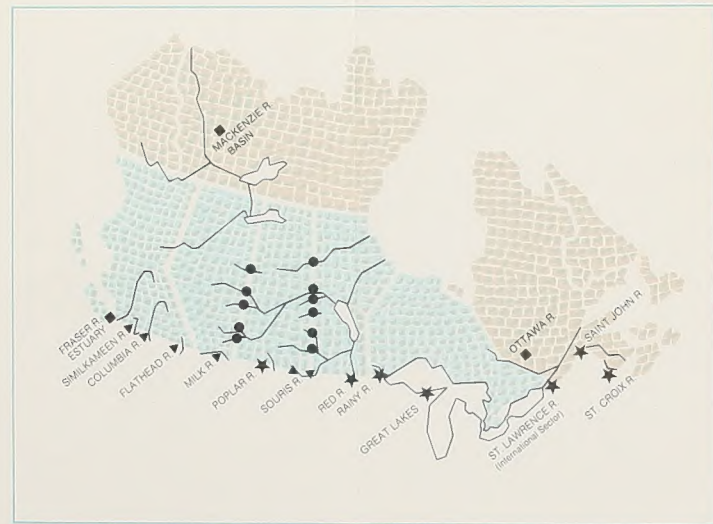 MACKENZIE R.
BASIN
FRASER R.
ESTUARY
SIMILKAMEEN R.
COLUMBIA R.
FLATHEAD R.
MILK R.
POPLAR R.
SOURIS R.
RED R.
RAINY R.
GREAT LAKES
ST. LAWRENCE R.
(International Sector)
OTTAWA R.
SAINT JOHN R.
ST. CROIX R.